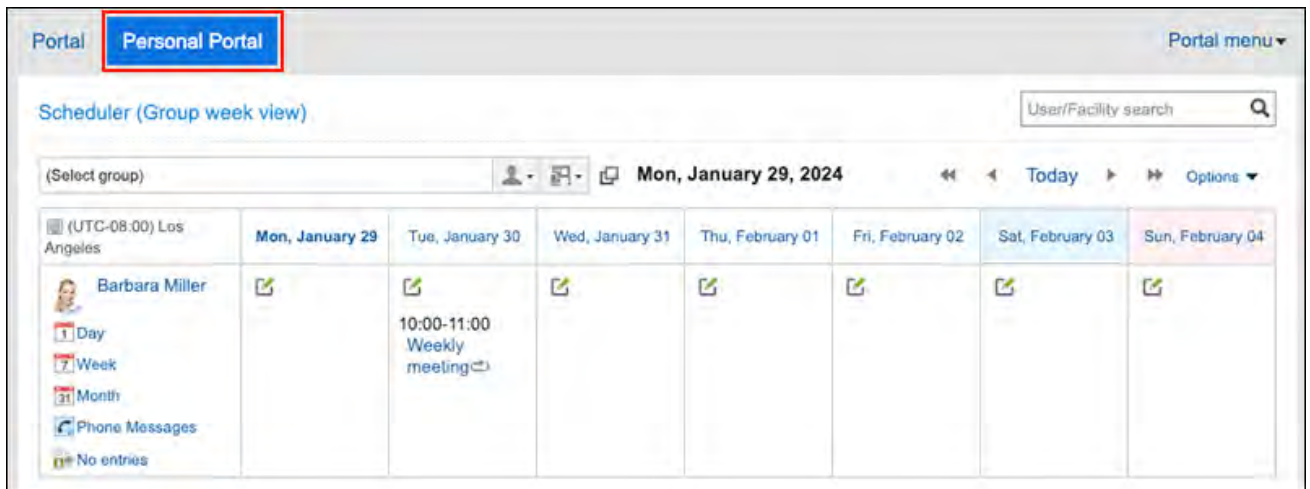 Portal Personal Portal Portal menu
Scheduler (Group week view) User/Facility search
(Select group) Mon, January 29, 2024 Today Options
(UTC-08:00) Los Angeles
Mon, January 29 Tue, January 30 Wed, January 31 Thu, February 01 Fri, February 02 Sat, February 03 Sun, February 04
Barbara Miller
1 Day
7 Week
31 Month
Phone Messages
No entries
10:00-11:00
Weekly
meeting